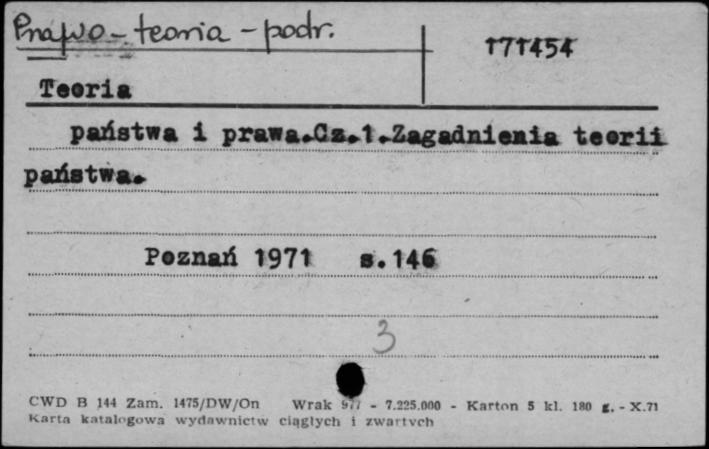 Prawo - teoria - podr.
171454
Teoria
państwa i prawa.Cz.1.Zagadnienia teorii
państwa.
Poznań 1971 s.146
3
CWD B 144 Zam. 1475/DW/On Wrak 977 - 7.225.000 - Karton 5 kl. 180 g. - X.71
Karta katalogowa wydawnictw ciągłych i zwartych